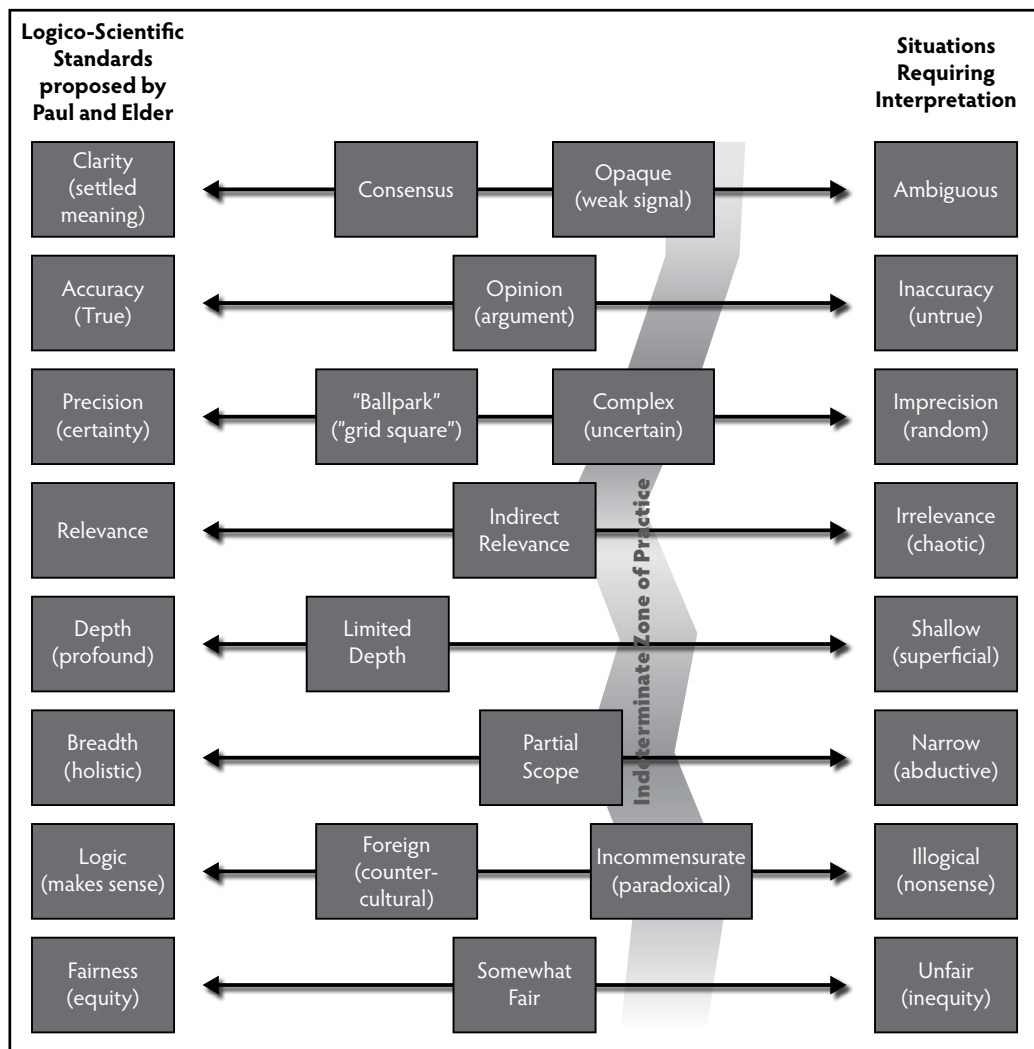 Logico-Scientific
Standards
proposed by
Paul and Elder
Situations
Requiring
Interpretation
Clarity
(settled
meaning)
Consensus
Opaque
(weak signal)
Ambiguous
Accuracy
(True)
Opinion
(argument)
Inaccuracy
(untrue)
Precision
(certainty)
"Ballpark"
("grid square")
Complex
(uncertain)
Imprecision
(random)
Relevance
Indirect
Relevance
Irrelevance
(chaotic)
Depth
(profound)
Limited
Depth
Shallow
(superficial)
Breadth
(holistic)
Partial
Scope
Narrow
(abductive)
Logic
(makes sense)
Foreign
(counter-
cultural)
Incommensurate
(paradoxical)
Illogical
(nonsense)
Fairness
(equity)
Somewhat
Fair
Unfair
(inequity)
Indeterminate Zone of Practice